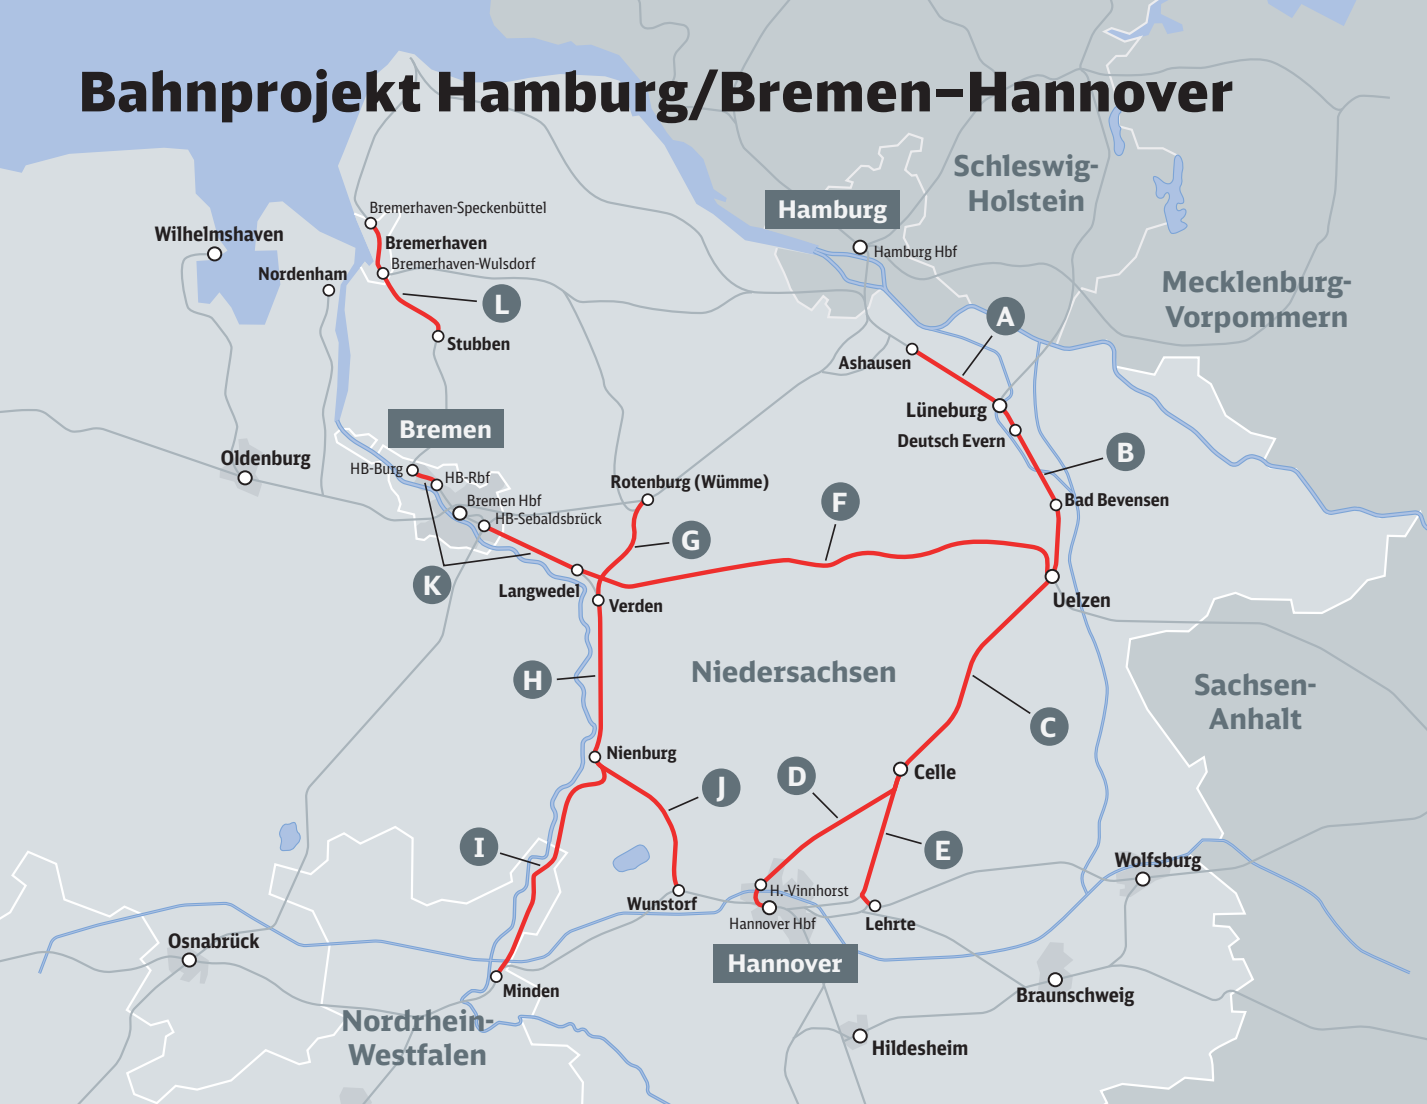 Bahnprojekt Hamburg/Bremen–Hannover
Schleswig-
Holstein
Hamburg
Hamburg Hbf
Bremerhaven-Speckenbüttel
Wilhelmshaven
Bremerhaven
Bremerhaven-Wulsdorf
Nordenham
L
Stubben
Mecklenburg-
Vorpommern
A
Ashausen
Lüneburg
Deutsch Evern
B
Bremen
Oldenburg
HB-Burg
HB-Rbf
Bremen Hbf
HB-Sebaldsbrück
Rotenburg (Wümme)
F
Bad Bevensen
G
K
Langwedel
Verden
Uelzen
H
Niedersachsen
Sachsen-
Anhalt
C
Nienburg
J
D
Celle
I
E
Wolfsburg
H.-Vinnhorst
Wunstorf
Hannover Hbf
Lehrte
Osnabrück
Hannover
Minden
Braunschweig
Nordrhein-
Westfalen
Hildesheim